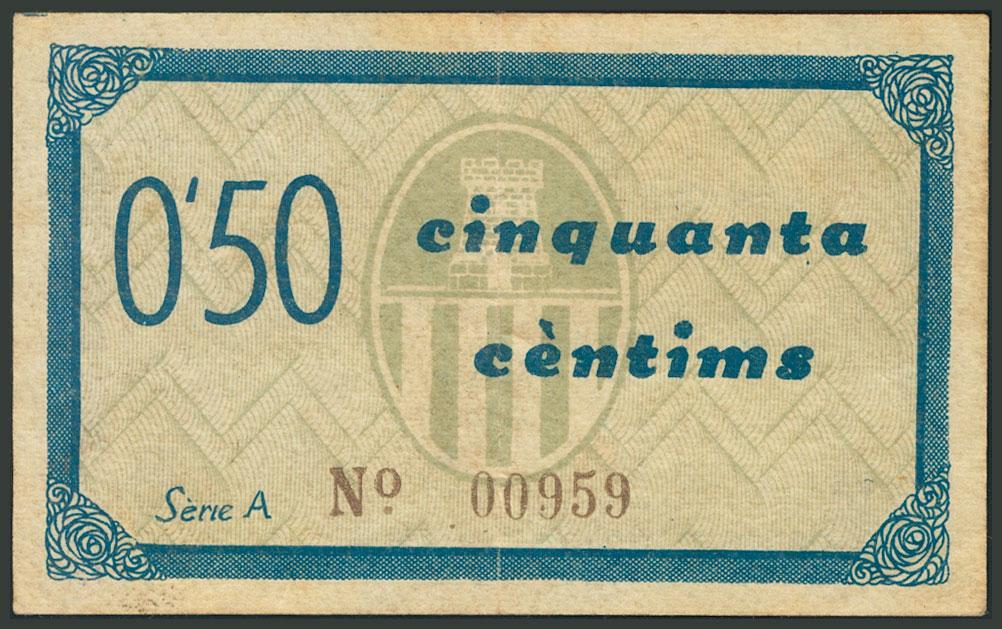 0'50
cinquanta
cèntims
Sèrie A
Nº. 00959